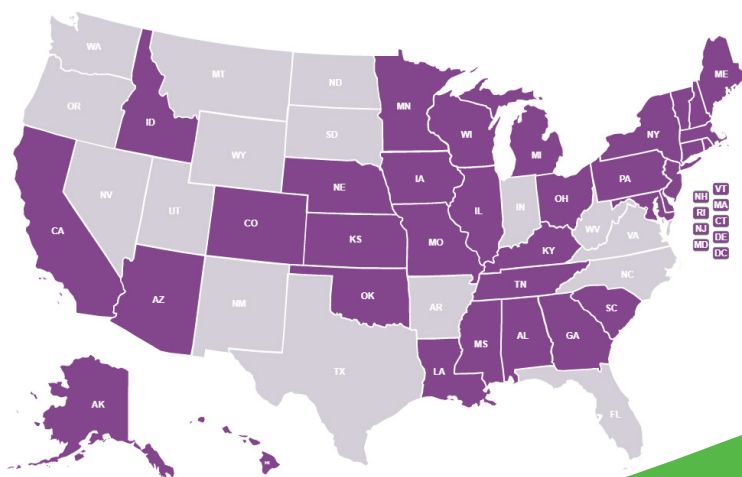 WA
MT
ND
MN
ME
OR
ID
SD
WI
NY
WY
MI
NE
IA
PA
NV
UT
CO
IL
IN
OH
CA
KS
MO
WV
VA
KY
NC
AZ
NM
OK
AR
TN
SC
MS
AL
GA
TX
LA
FL
AK
VT
NH
MA
RI
CT
NJ
DE
MD
DC